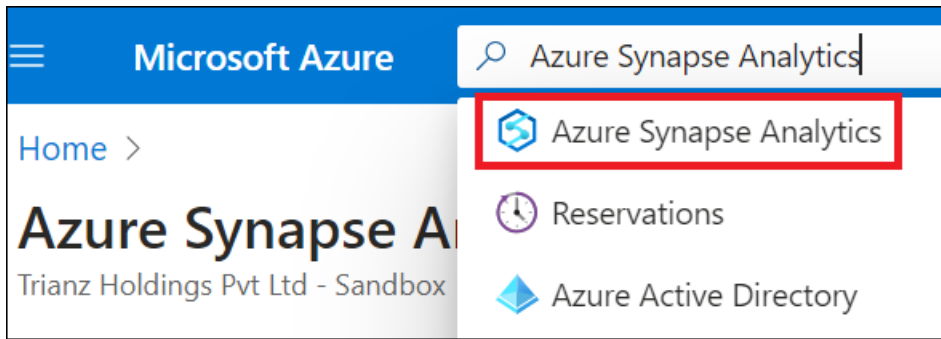 Microsoft Azure
Azure Synapse Analytics
Azure Synapse Analytics
Home >
Reservations
Azure Synapse A
Trianz Holdings Pvt Ltd - Sandbox
Azure Active Directory